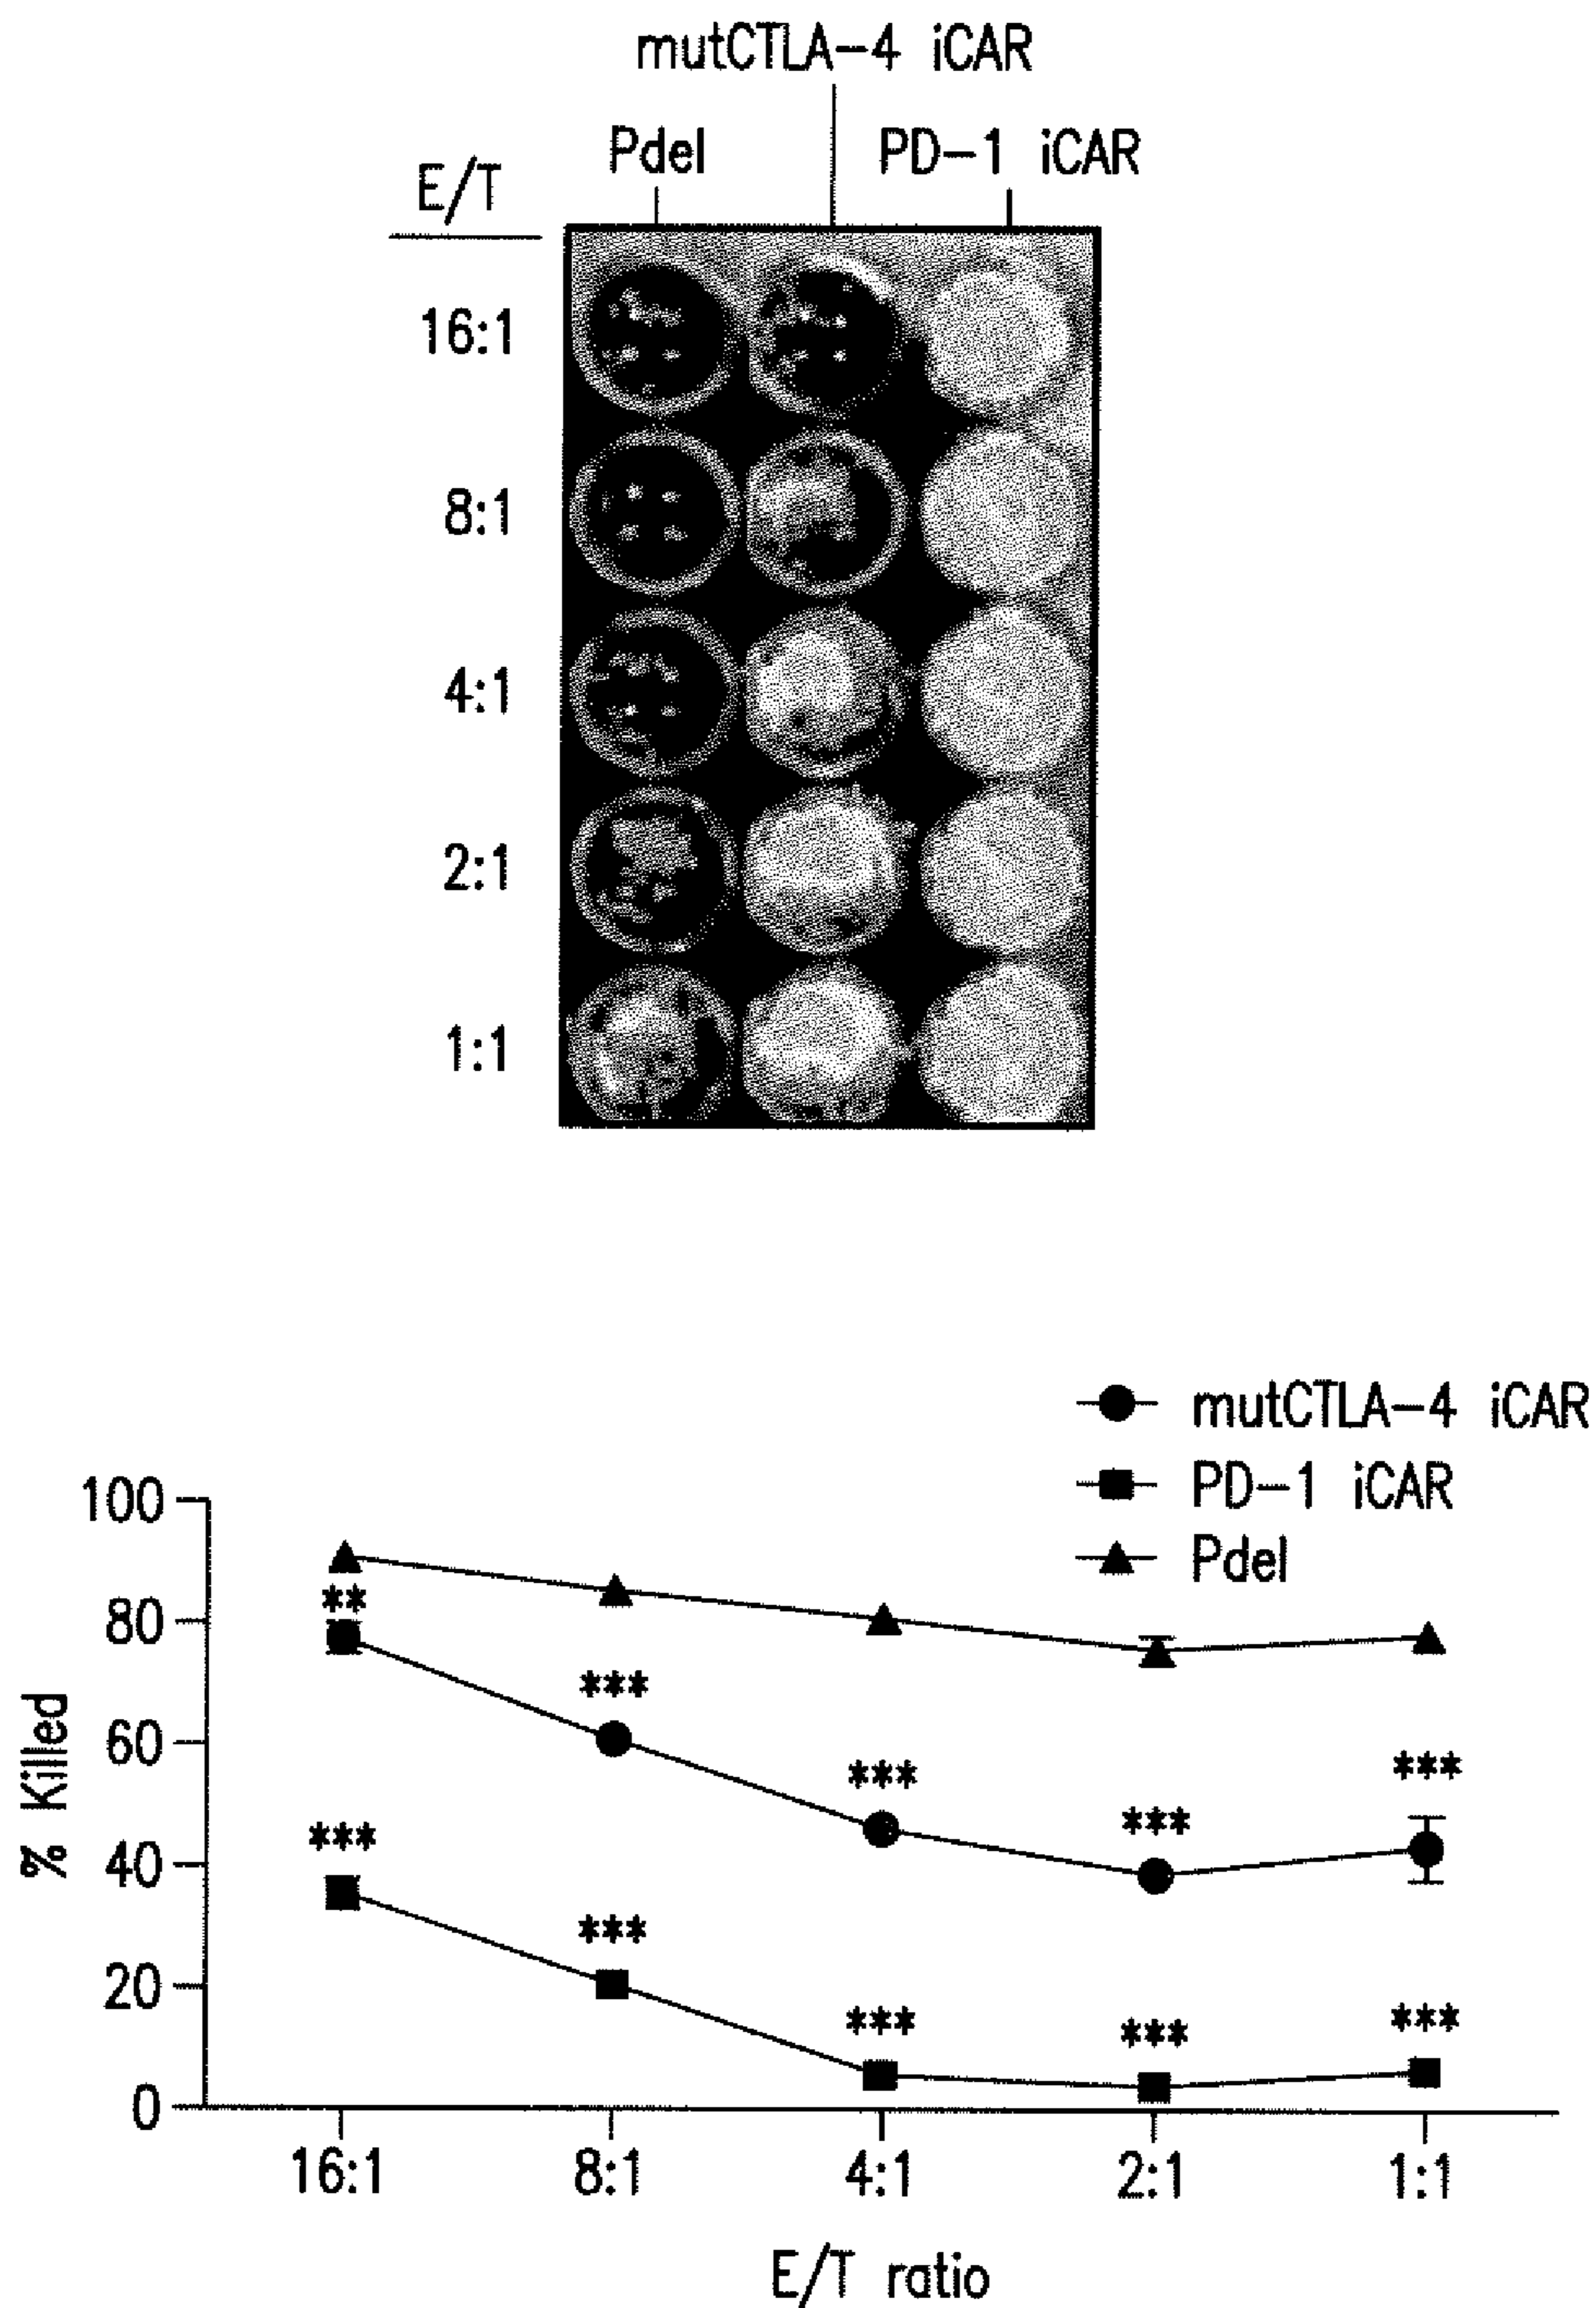 mutCTLA-4 iCAR
Pdel PD-1 iCAR
E/T
16:1
8:1
4:1
2:1
1:1
mutCTLA-4 iCAR
PD-1 iCAR
Pdel
% Killed
100
80
60
40
20
0
**
***
***
***
***
***
***
***
***
***
16:1 8:1 4:1 2:1 1:1
E/T ratio